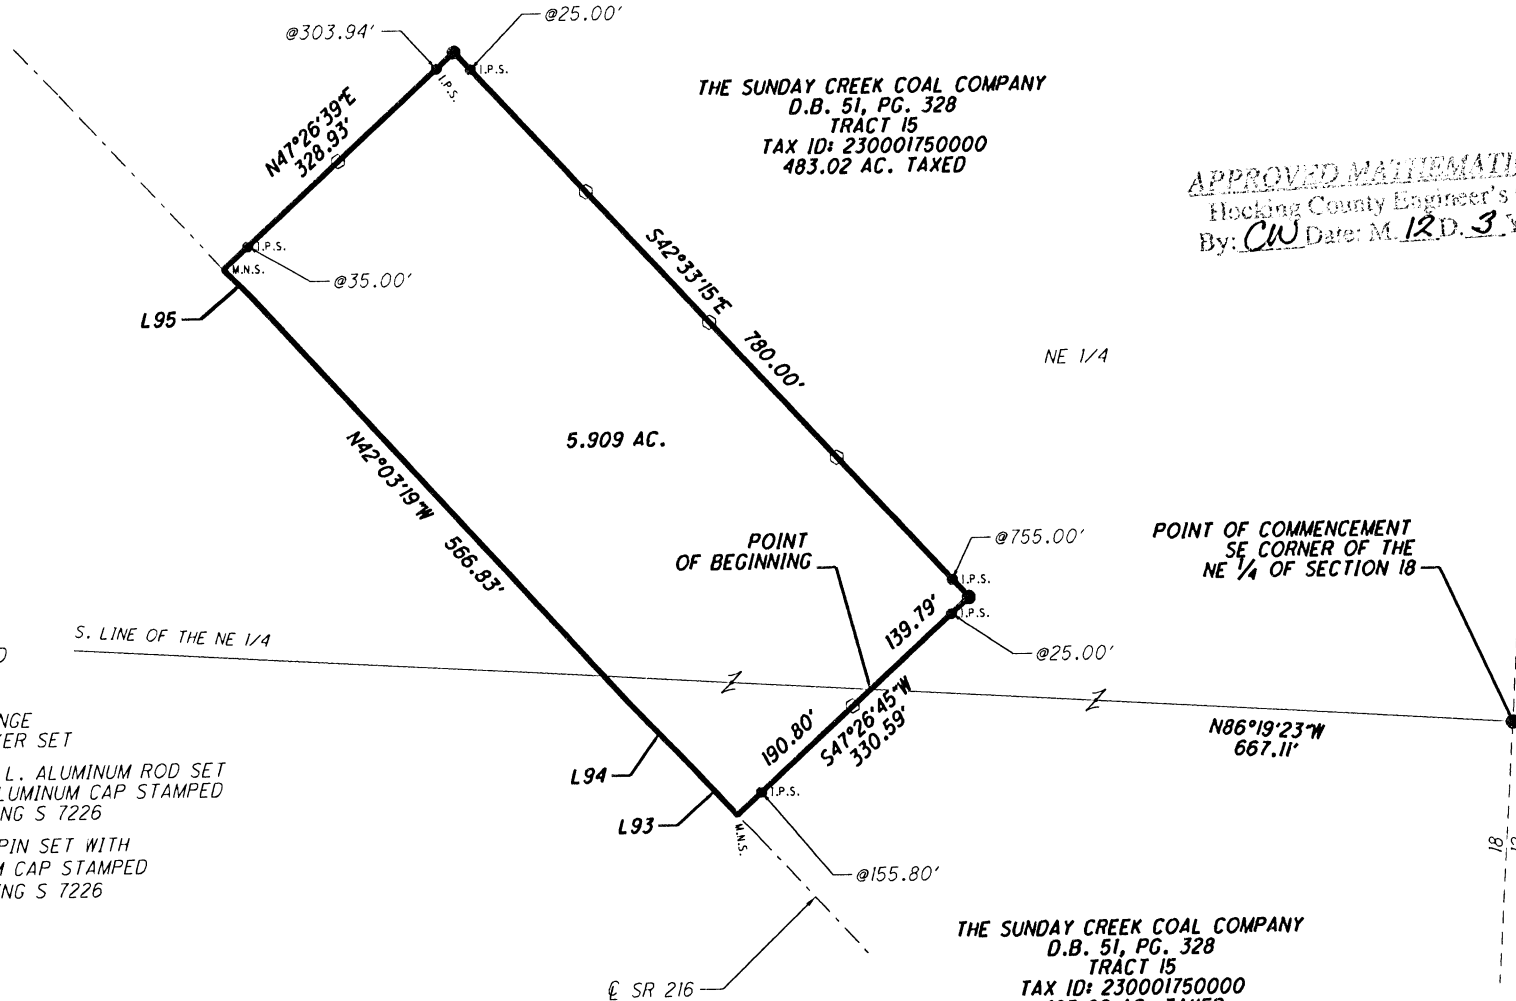 @25.00'
@303.94'
I.P.S.
I.P.S.
THE SUNDAY CREEK COAL COMPANY
D.B. 51, PG. 328
TRACT 15
TAX ID: 230001750000
483.02 AC. TAXED
N47°26'39"E
328.93'
APPROVED MATHEMATI
Hocking County Engineer's
By: CW Date: M. 12 D. 3 Y
I.P.S.
M.N.S.
@35.00'
L95
S42°33'15"E 780.00'
NE 1/4
5.909 AC.
N42°03'19"W 566.83'
POINT
OF BEGINNING
@755.00'
POINT OF COMMENCEMENT
SE CORNER OF THE
NE 1/4 OF SECTION 18
I.P.S.
I.P.S.
139.79'
@25.00'
S. LINE OF THE NE 1/4
D
N86°19'23"W
667.11'
190.80'
S47°26'45"W
330.59'
NGE
ER SET
L. ALUMINUM ROD SET
LUMINUM CAP STAMPED
NG S 7226
L94
I.P.S.
L93
M.N.S.
PIN SET WITH
M CAP STAMPED
NG S 7226
@155.80'
18
THE SUNDAY CREEK COAL COMPANY
D.B. 51, PG. 328
TRACT 15
TAX ID: 230001750000
℄ SR 216